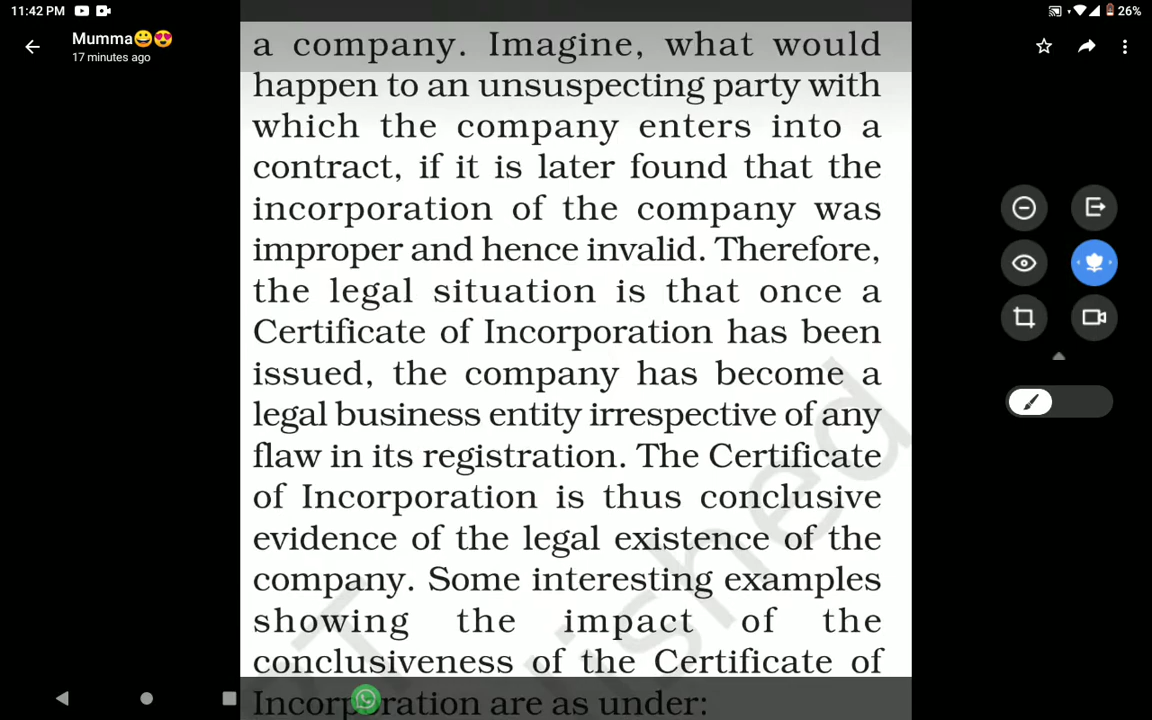 11:42 PM
26%
Mumma😀😍
17 minutes ago
a company. Imagine, what would
happen to an unsuspecting party with
which the company enters into a
contract, if it is later found that the
incorporation of the company was
improper and hence invalid. Therefore,
the legal situation is that once a
Certificate of Incorporation has been
issued, the company has become a
legal business entity irrespective of any
flaw in its registration. The Certificate
of Incorporation is thus conclusive
evidence of the legal existence of the
company. Some interesting examples
showing the impact of the
conclusiveness of the Certificate of
Incorporation are as under: